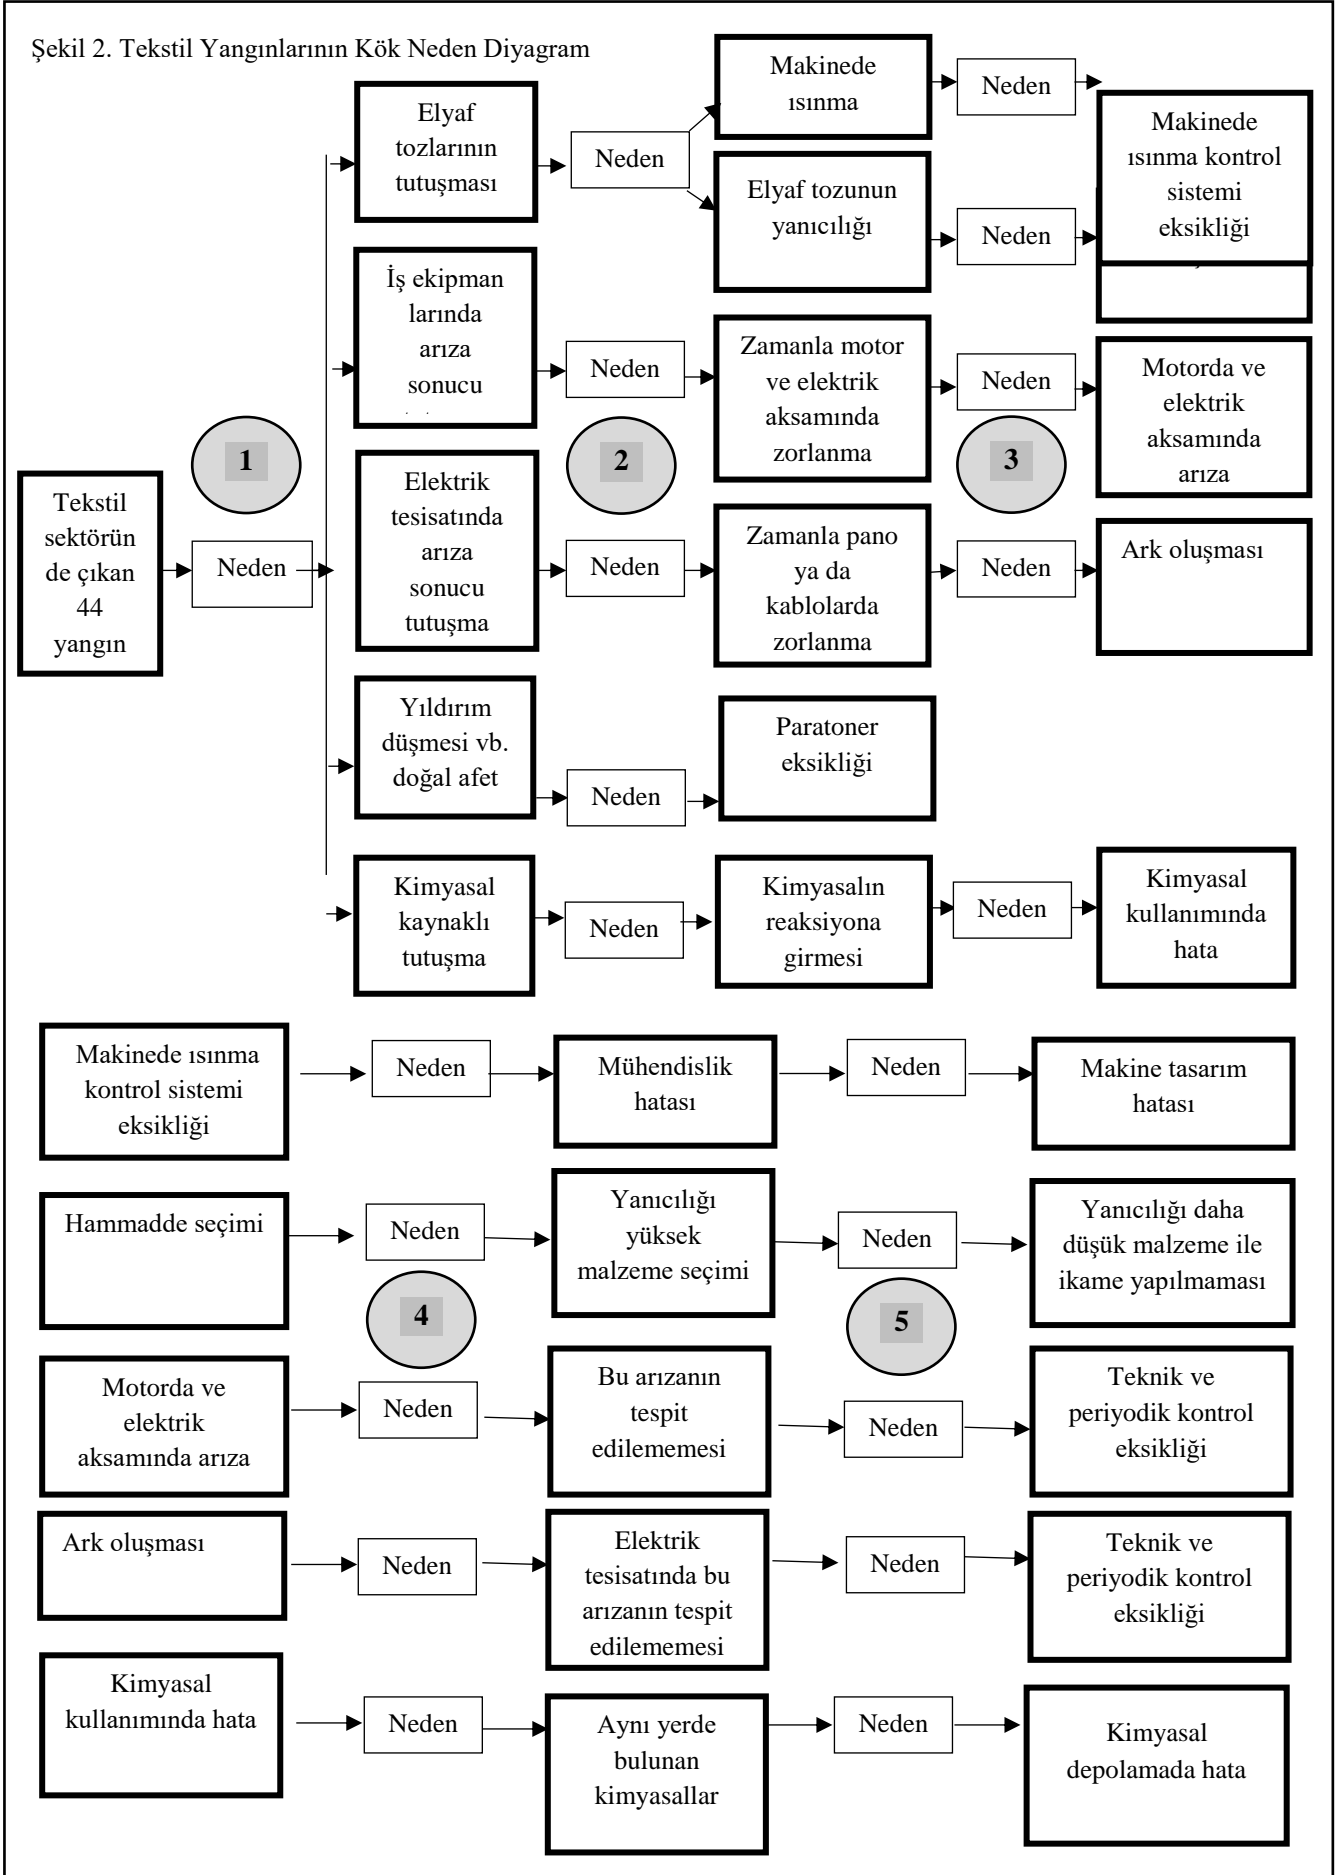 Şekil 2. Tekstil Yangınlarının Kök Neden Diyagram
Tekstil
sektörün
de çıkan
44
yangın
Neden
1
Elyaf
tozlarının
tutuşması
Neden
Makinede
ısınma
Neden
Makinede
ısınma kontrol
sistemi
eksikliği
Elyaf tozunun
yanıcılığı
Neden
İş ekipman
larında
arıza
sonucu
Neden
Zamanla motor
ve elektrik
aksamında
zorlanma
Neden
Motorda ve
elektrik
aksamında
arıza
2
3
Elektrik
tesisatında
arıza
sonucu
tutuşma
Neden
Zamanla pano
ya da
kablolarda
zorlanma
Neden
Ark oluşması
Yıldırım
düşmesi vb.
doğal afet
Neden
Paratoner
eksikliği
Kimyasal
kaynaklı
tutuşma
Neden
Kimyasalın
reaksiyona
girmesi
Neden
Kimyasal
kullanımında
hata
Makinede ısınma
kontrol sistemi
eksikliği
Neden
Mühendislik
hatası
Neden
Makine tasarım
hatası
Hammadde seçimi
Neden
Yanıcılığı
yüksek
malzeme seçimi
Neden
Yanıcılığı daha
düşük malzeme ile
ikame yapılmaması
4
5
Motorda ve
elektrik
aksamında arıza
Neden
Bu arızanın
tespit
edilememesi
Neden
Teknik ve
periyodik kontrol
eksikliği
Ark oluşması
Neden
Elektrik
tesisatında bu
arızanın tespit
edilememesi
Neden
Teknik ve
periyodik kontrol
eksikliği
Kimyasal
kullanımında hata
Neden
Aynı yerde
bulunan
kimyasallar
Neden
Kimyasal
depolamada hata